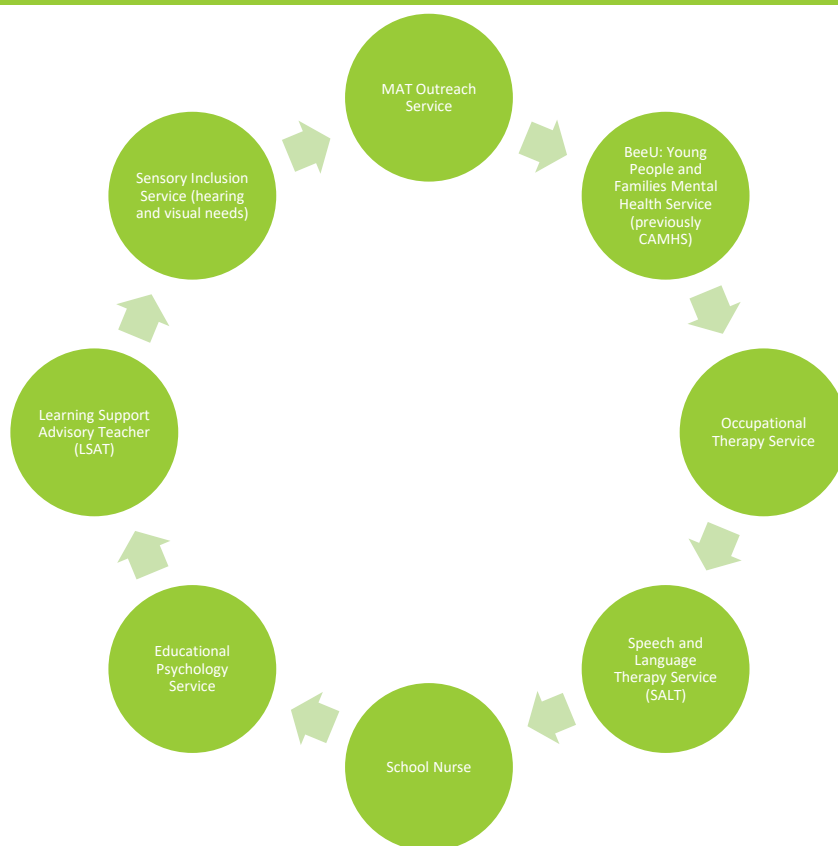 MAT Outreach
Service
BeeU: Young
People and
Families Mental
Health Service
(previously
CAMHS)
Occupational
Therapy Service
Speech and
Language
Therapy Service
(SALT)
School Nurse
Educational
Psychology
Service
Learning Support
Advisory Teacher
(LSAT)
Sensory Inclusion
Service (hearing
and visual needs)